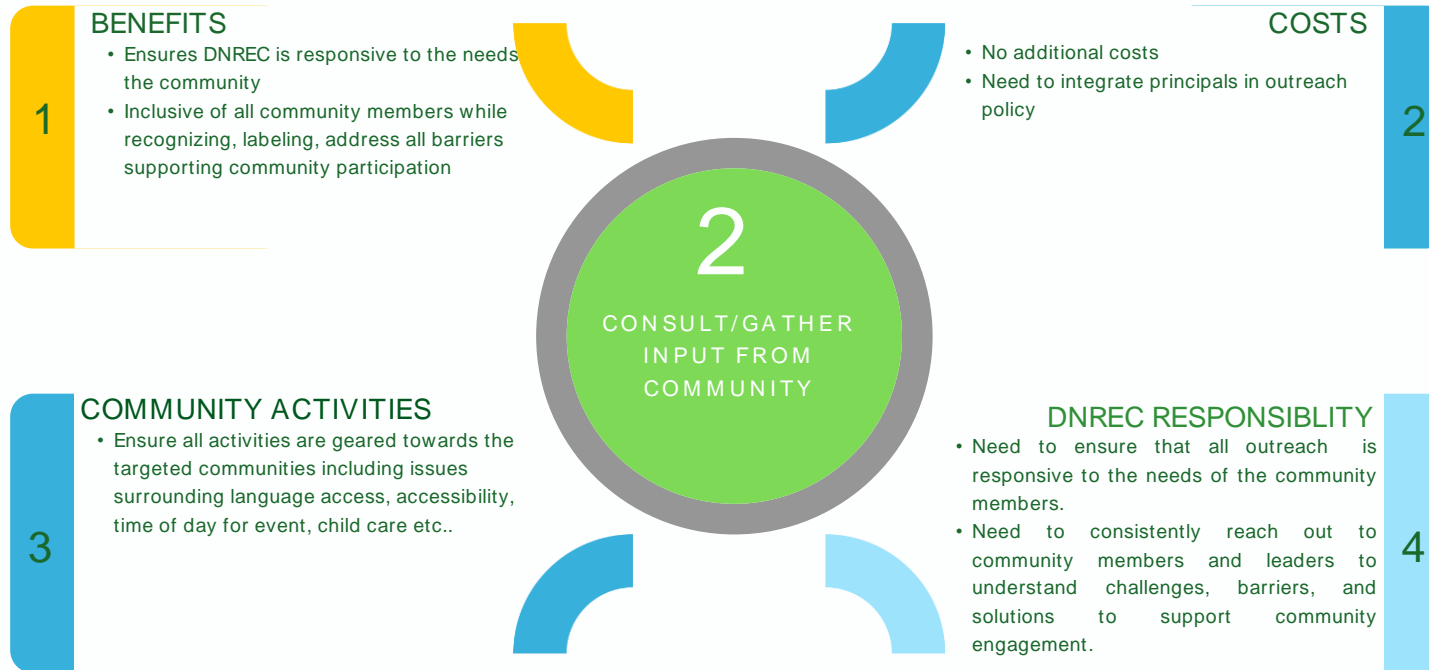 1
BENEFITS
• Ensures DNREC is responsive to the needs
the community
• Inclusive of all community members while
recognizing, labeling, address all barriers
supporting community participation
COSTS
• No additional costs
• Need to integrate principals in outreach
policy
2
2
CONSULT/GATHER
INPUT FROM
COMMUNITY
3
COMMUNITY ACTIVITIES
• Ensure all activities are geared towards the
targeted communities including issues
surrounding language access, accessibility,
time of day for event, child care etc..
DNREC RESPONSIBLITY
• Need to ensure that all outreach is
responsive to the needs of the community
members.
• Need to consistently reach out to
community members and leaders to
understand challenges, barriers, and
solutions to support community
engagement.
4